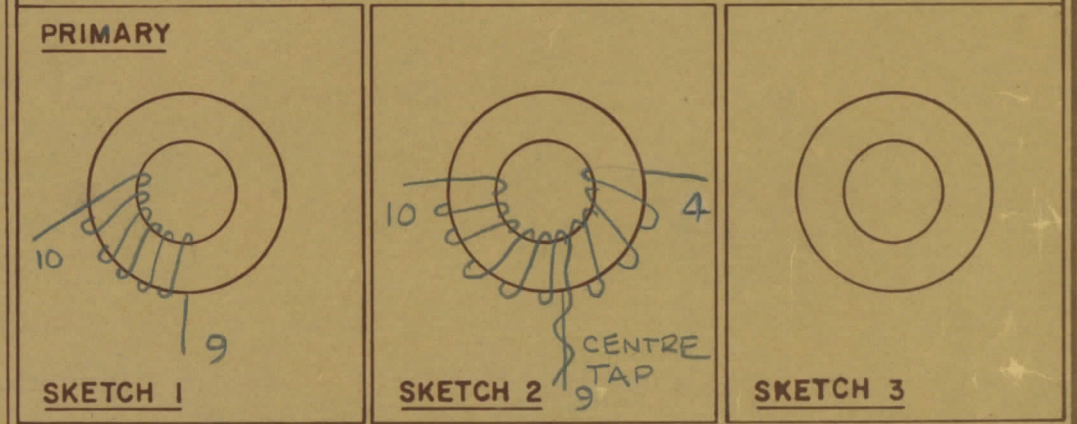 PRIMARY
10
9
SKETCH 1
10
4
CENTRE
TAP
9
SKETCH 2
SKETCH 3